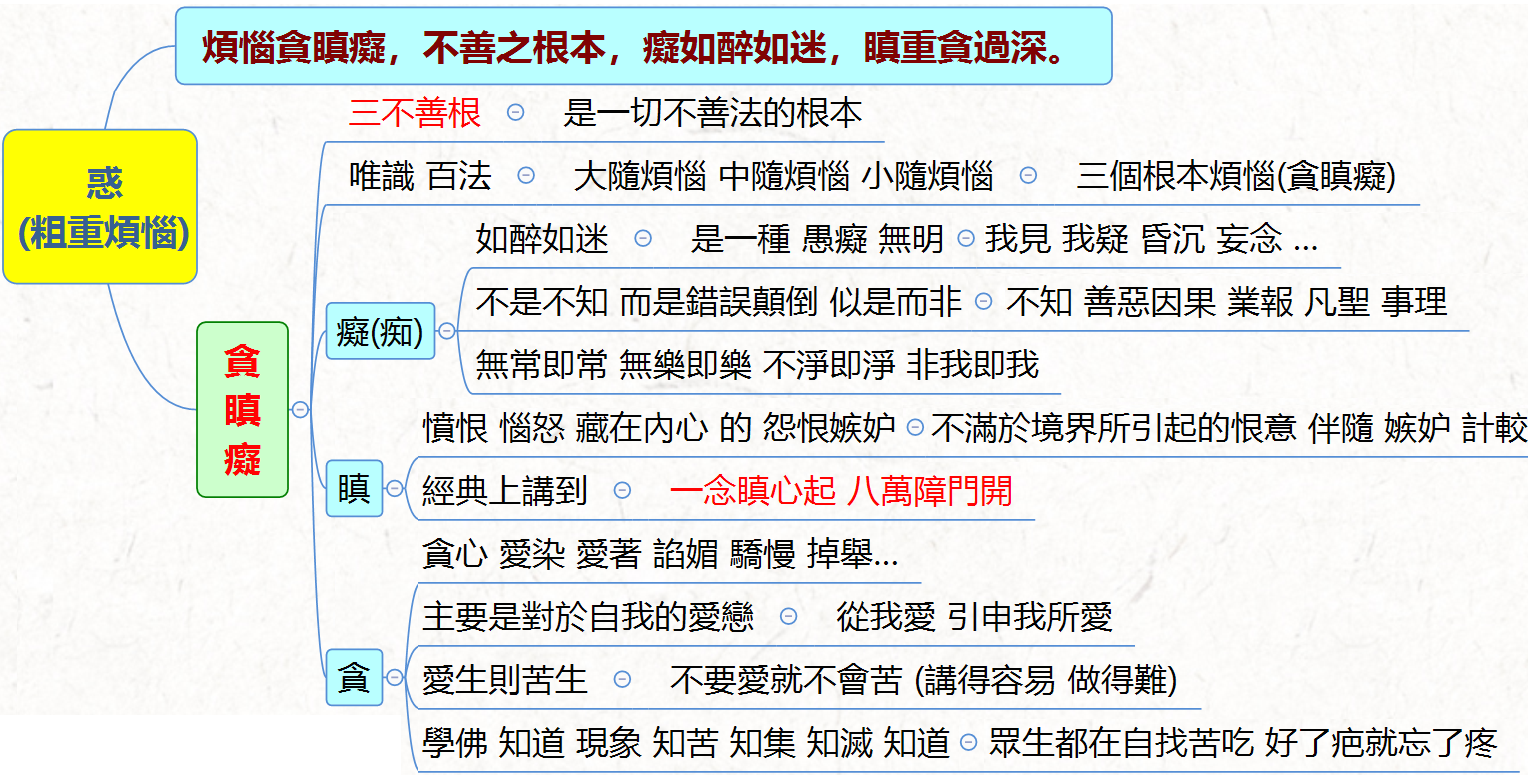 煩惱貪瞋癡，不善之根本，癡如醉如迷，瞋重貪過深。
惑
(粗重煩惱)
貪
瞋
癡
三不善根 是一切不善法的根本
唯識 百法 大隨煩惱 中隨煩惱 小隨煩惱 三個根本煩惱(貪瞋癡)
癡(痴)
如醉如迷 是一種 愚癡 無明 我見 我疑 昏沉 妄念 ...
不是不知 而是錯誤顛倒 似是而非 不知 善惡因果 業報 凡聖 事理
無常即常 無樂即樂 不淨即淨 非我即我
瞋
憤恨 惱怒 藏在內心 的 怨恨嫉妒 不滿於境界所引起的恨意 伴隨 嫉妒 計較
經典上講到 一念瞋心起 八萬障門開
貪
貪心 愛染 愛著 諂媚 驕慢 掉舉...
主要是對於自我的愛戀 從我愛 引申我所愛
愛生則苦生 不要愛就不會苦 (講得容易 做得難)
學佛 知道 現象 知苦 知集 知滅 知道 眾生都在自找苦吃 好了疤就忘了疼